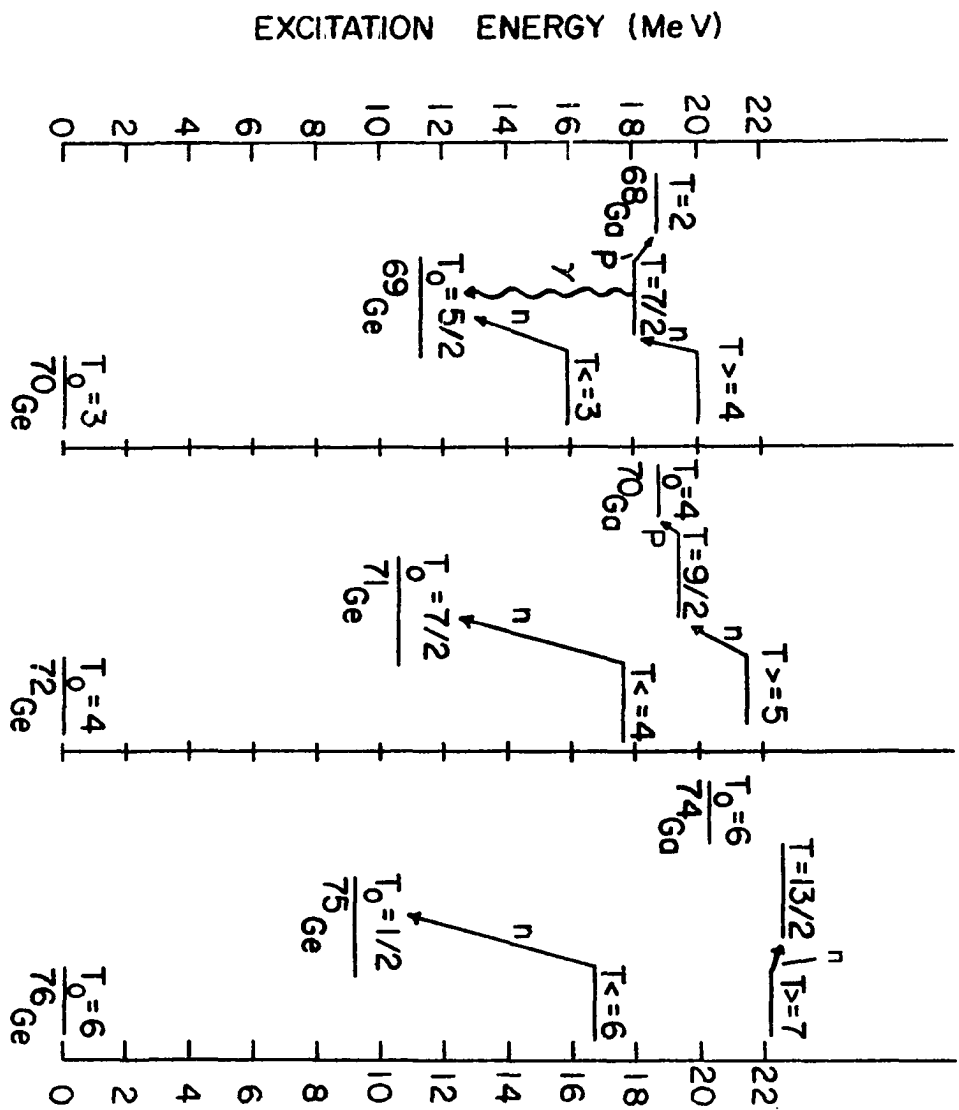 EXCITATION ENERGY (MeV)
22
20
18
16
14
12
10
8
6
4
2
0
T> = 4
n
T = 2
68Ga
P
T = 7/2
γ
n
T< = 3
T₀ = 5/2
69Ge
T₀ = 3
70Ge
T> = 5
n
T₀ = 4
70Ga
P
T = 9/2
n
T< = 4
T₀ = 7/2
71Ge
T₀ = 4
72Ge
n
T = 13/2
T> = 7
T₀ = 6
74Ga
n
T< = 6
T₀ = 1/2
75Ge
T₀ = 6
76Ge
22
20
18
16
14
12
10
8
6
4
2
0